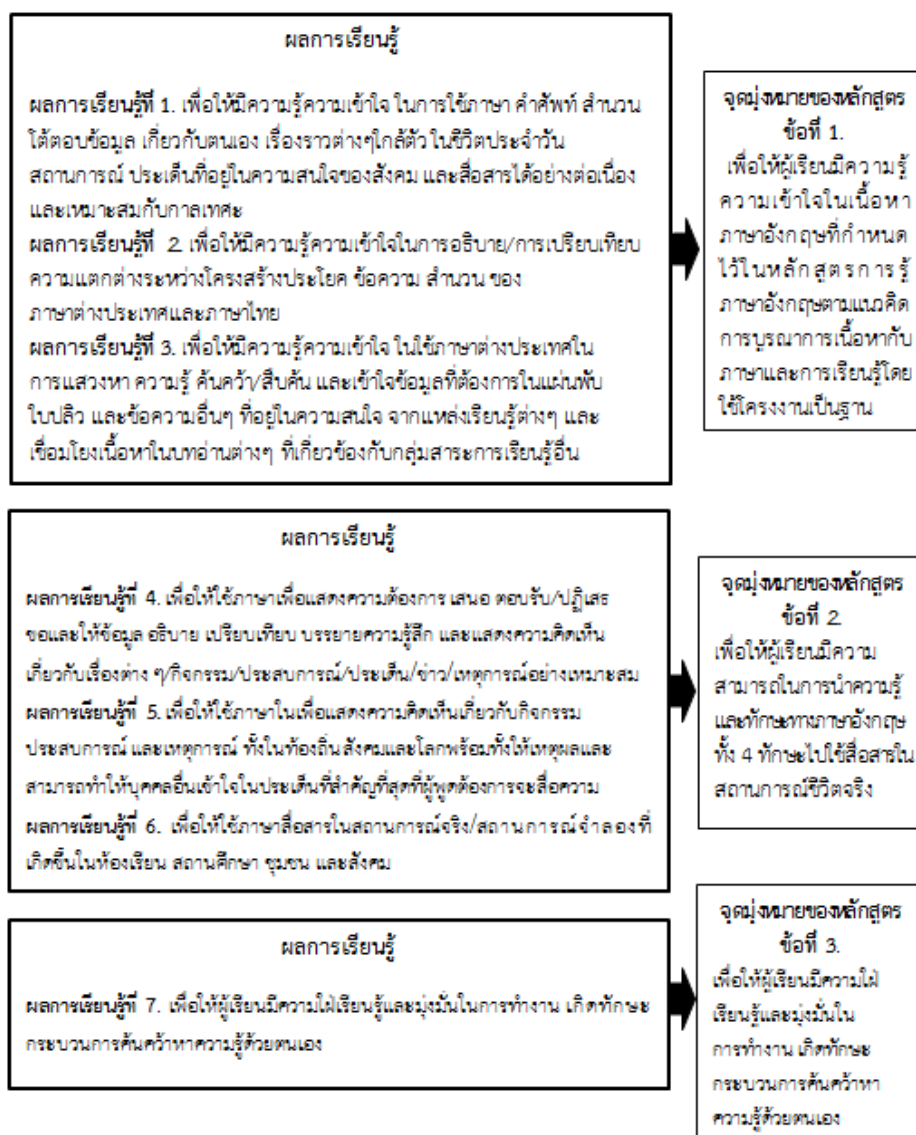 ผลการเรียนรู้
ผลการเรียนรู้ที่ 1. เพื่อให้มีความรู้ความเข้าใจ ในการใช้ภาษา คำศัพท์ สำนวน
โต้ตอบข้อมูล เกี่ยวกับตนเอง เรื่องราวต่างๆใกล้ตัว ในชีวิตประจำวัน
สถานการณ์ ประเด็นที่อยู่ในความสนใจของสังคม และสื่อสารได้อย่างต่อเนื่อง
และเหมาะสมกับกาลเทศะ
ผลการเรียนรู้ที่ 2. เพื่อให้มีความรู้ความเข้าใจในการอธิบาย/การเปรียบเทียบ
ความแตกต่างระหว่างโครงสร้างประโยค ข้อความ สำนวน ของ
ภาษาต่างประเทศและภาษาไทย
ผลการเรียนรู้ที่ 3. เพื่อให้มีความรู้ความเข้าใจ ในใช้ภาษาต่างประเทศใน
การแสวงหา ความรู้ ค้นคว้า/สืบค้น และเข้าใจข้อมูลที่ต้องการในแผ่นพับ
ใบปลิว และข้อความอื่นๆ ที่อยู่ในความสนใจ จากแหล่งเรียนรู้ต่างๆ และ
เชื่อมโยงเนื้อหาในบทอ่านต่างๆ ที่เกี่ยวข้องกับกลุ่มสาระการเรียนรู้อื่น
จุดมุ่งหมายของหลักสูตร
ข้อที่ 1.
เพื่อให้ผู้เรียนมีความรู้
ความเข้าใจในเนื้อหา
ภาษาอังกฤษที่กำหนด
ไว้ในหลักสูตรการรู้
ภาษาอังกฤษตามแนวคิด
การบูรณาการเนื้อหากับ
ภาษาและการเรียนรู้โดย
ใช้โครงงานเป็นฐาน
ผลการเรียนรู้
ผลการเรียนรู้ที่ 4. เพื่อให้ใช้ภาษาเพื่อแสดงความต้องการ เสนอ ตอบรับ/ปฏิเสธ
ขอและให้ข้อมูล อธิบาย เปรียบเทียบ บรรยายความรู้สึก และแสดงความคิดเห็น
เกี่ยวกับเรื่องต่าง ๆ/กิจกรรม/ประสบการณ์/ประเด็น/ข่าว/เหตุการณ์อย่างเหมาะสม
ผลการเรียนรู้ที่ 5. เพื่อให้ใช้ภาษาในเพื่อแสดงความคิดเห็นเกี่ยวกับกิจกรรม
ประสบการณ์ และเหตุการณ์ ทั้งในท้องถิ่น สังคมและโลกพร้อมทั้งให้เหตุผลและ
สามารถทำให้บุคคลอื่นเข้าใจในประเด็นที่สำคัญที่สุดที่ผู้พูดต้องการจะสื่อความ
ผลการเรียนรู้ที่ 6. เพื่อให้ใช้ภาษาสื่อสารในสถานการณ์จริง/สถานการณ์จำลองที่
เกิดขึ้นในห้องเรียน สถานศึกษา ชุมชน และสังคม
จุดมุ่งหมายของหลักสูตร
ข้อที่ 2.
เพื่อให้ผู้เรียนมีความ
สามารถในการนำความรู้
และทักษะทางภาษาอังกฤษ
ทั้ง 4 ทักษะไปใช้สื่อสารใน
สถานการณ์ชีวิตจริง
ผลการเรียนรู้
ผลการเรียนรู้ที่ 7. เพื่อให้ผู้เรียนมีความใฝ่เรียนรู้และมุ่งมั่นในการทำงาน เกิดทักษะ
กระบวนการค้นคว้าหาความรู้ด้วยตนเอง
จุดมุ่งหมายของหลักสูตร
ข้อที่ 3.
เพื่อให้ผู้เรียนมีความใฝ่
เรียนรู้และมุ่งมั่นใน
การทำงาน เกิดทักษะ
กระบวนการค้นคว้าหา
ความรู้ด้วยตนเอง